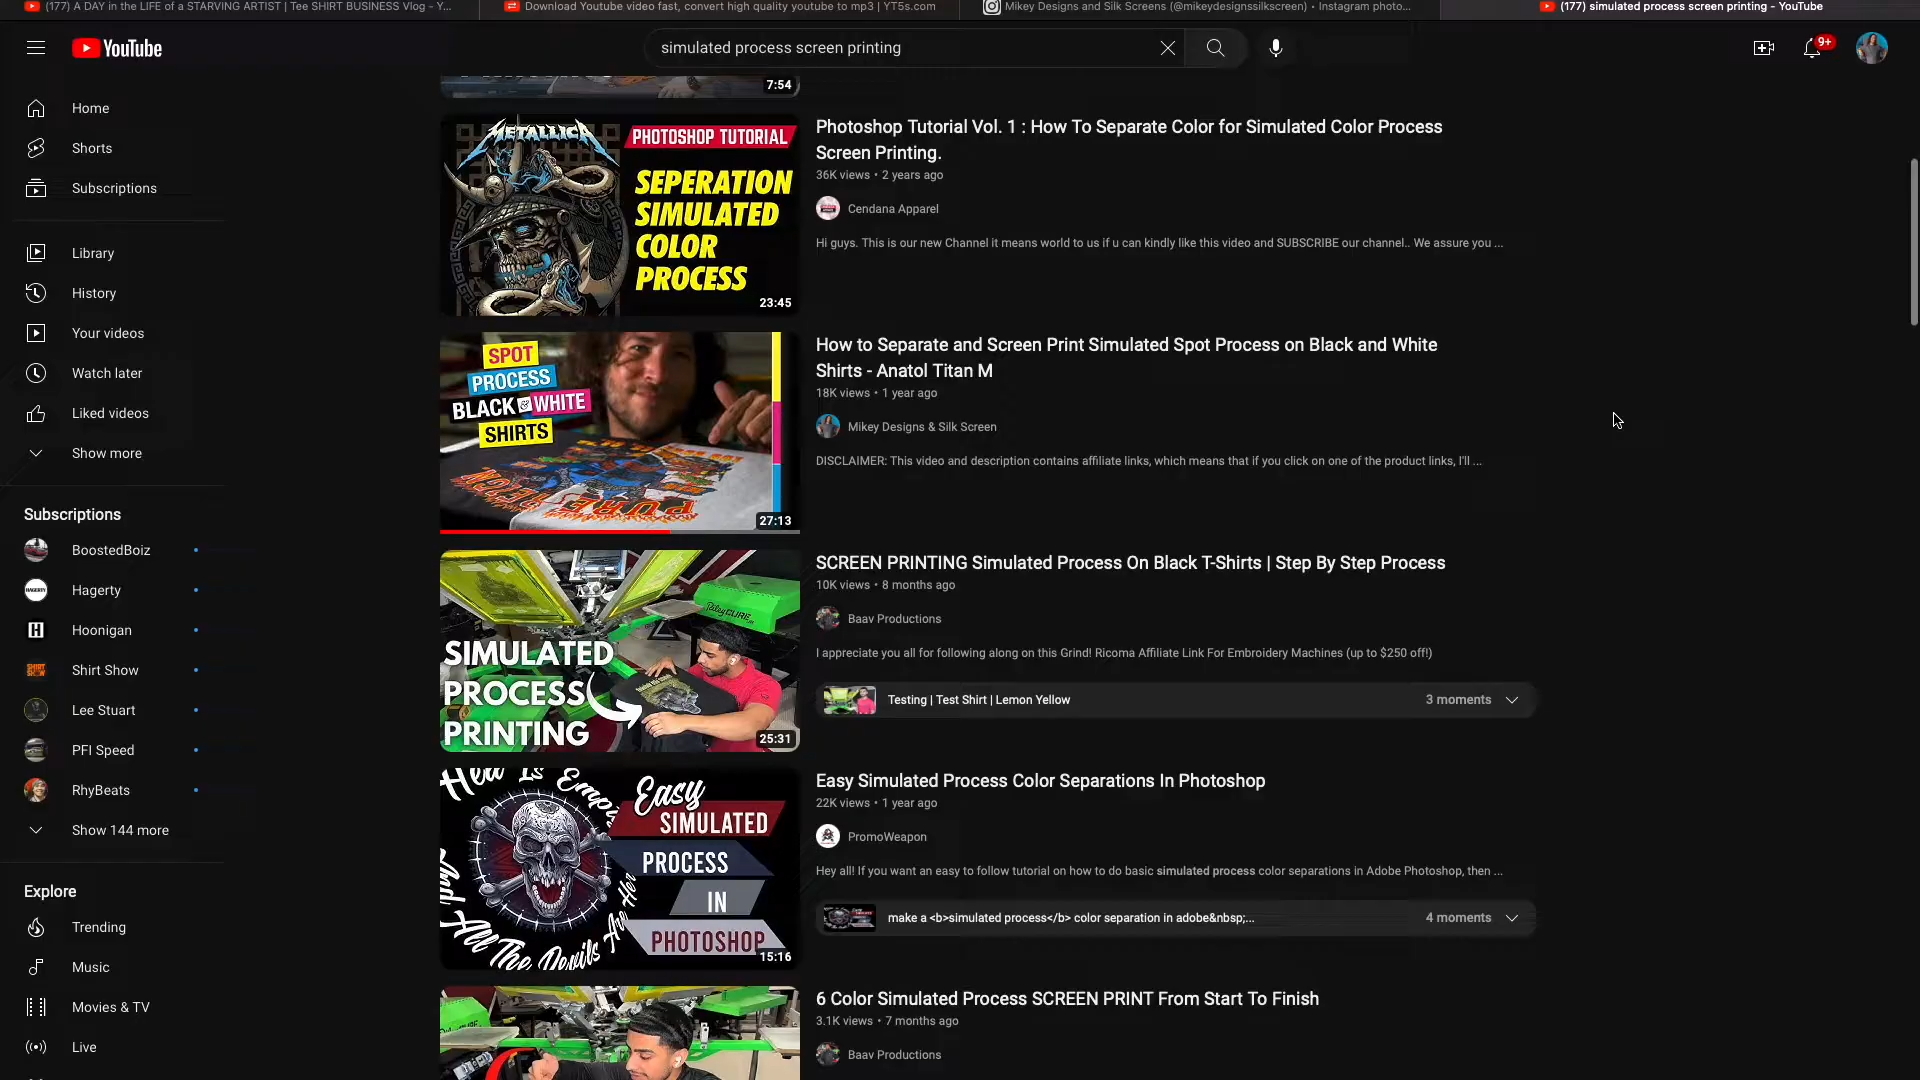 (177) A DAY in the LIFE of a STARVING ARTIST | Tee SHIRT BUSINESS Vlog - Y...
Download Youtube video fast, convert high quality youtube to mp3 | YT5s.com
Mikey Designs and Silk Screens (@mikeydesignssilkscreen) • Instagram photo...
(177) simulated process screen printing - YouTube
YouTube
simulated process screen printing
9+
Home
Shorts
Subscriptions
Library
History
Your videos
Watch later
Liked videos
Show more
Subscriptions
BoostedBoiz
HAGERTY
Hagerty
H
Hoonigan
SHIRT
SHOW
Shirt Show
Lee Stuart
PFI Speed
RhyBeats
Show 144 more
Explore
Trending
Music
Movies & TV
Live
7:54
METALLICA
PHOTOSHOP TUTORIAL
SEPERATION
SIMULATED
COLOR
PROCESS
23:45
Photoshop Tutorial Vol. 1 : How To Separate Color for Simulated Color Process
Screen Printing.
36K views • 2 years ago
Cendana Apparel
Hi guys. This is our new Channel it means world to us if u can kindly like this video and SUBSCRIBE our channel.. We assure you ...
SPOT
PROCESS
BLACK & WHITE
SHIRTS
27:13
How to Separate and Screen Print Simulated Spot Process on Black and White
Shirts - Anatol Titan M
18K views • 1 year ago
Mikey Designs & Silk Screen
DISCLAIMER: This video and description contains affiliate links, which means that if you click on one of the product links, I'll ...
RileyCURE
SIMULATED
PROCESS
PRINTING
25:31
SCREEN PRINTING Simulated Process On Black T-Shirts | Step By Step Process
10K views • 8 months ago
Baav Productions
I appreciate you all for following along on this Grind! Ricoma Affiliate Link For Embroidery Machines (up to $250 off!)
Testing | Test Shirt | Lemon Yellow
3 moments
Easy
SIMULATED
PROCESS
IN
PHOTOSHOP
15:16
Easy Simulated Process Color Separations In Photoshop
22K views • 1 year ago
PromoWeapon
Hey all! If you want an easy to follow tutorial on how to do basic simulated process color separations in Adobe Photoshop, then ...
make a <b>simulated process</b> color separation in adobe&nbsp;...
4 moments
6 Color Simulated Process SCREEN PRINT From Start To Finish
3.1K views • 7 months ago
Baav Productions